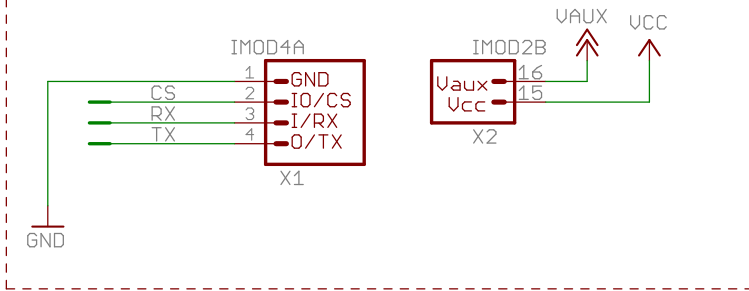 VAUX
VCC
IMOD4A
IMOD2B
1 GND
CS 2 IO/CS
RX 3 I/RX
TX 4 O/TX
Vaux 16
Vcc 15
X1
X2
GND